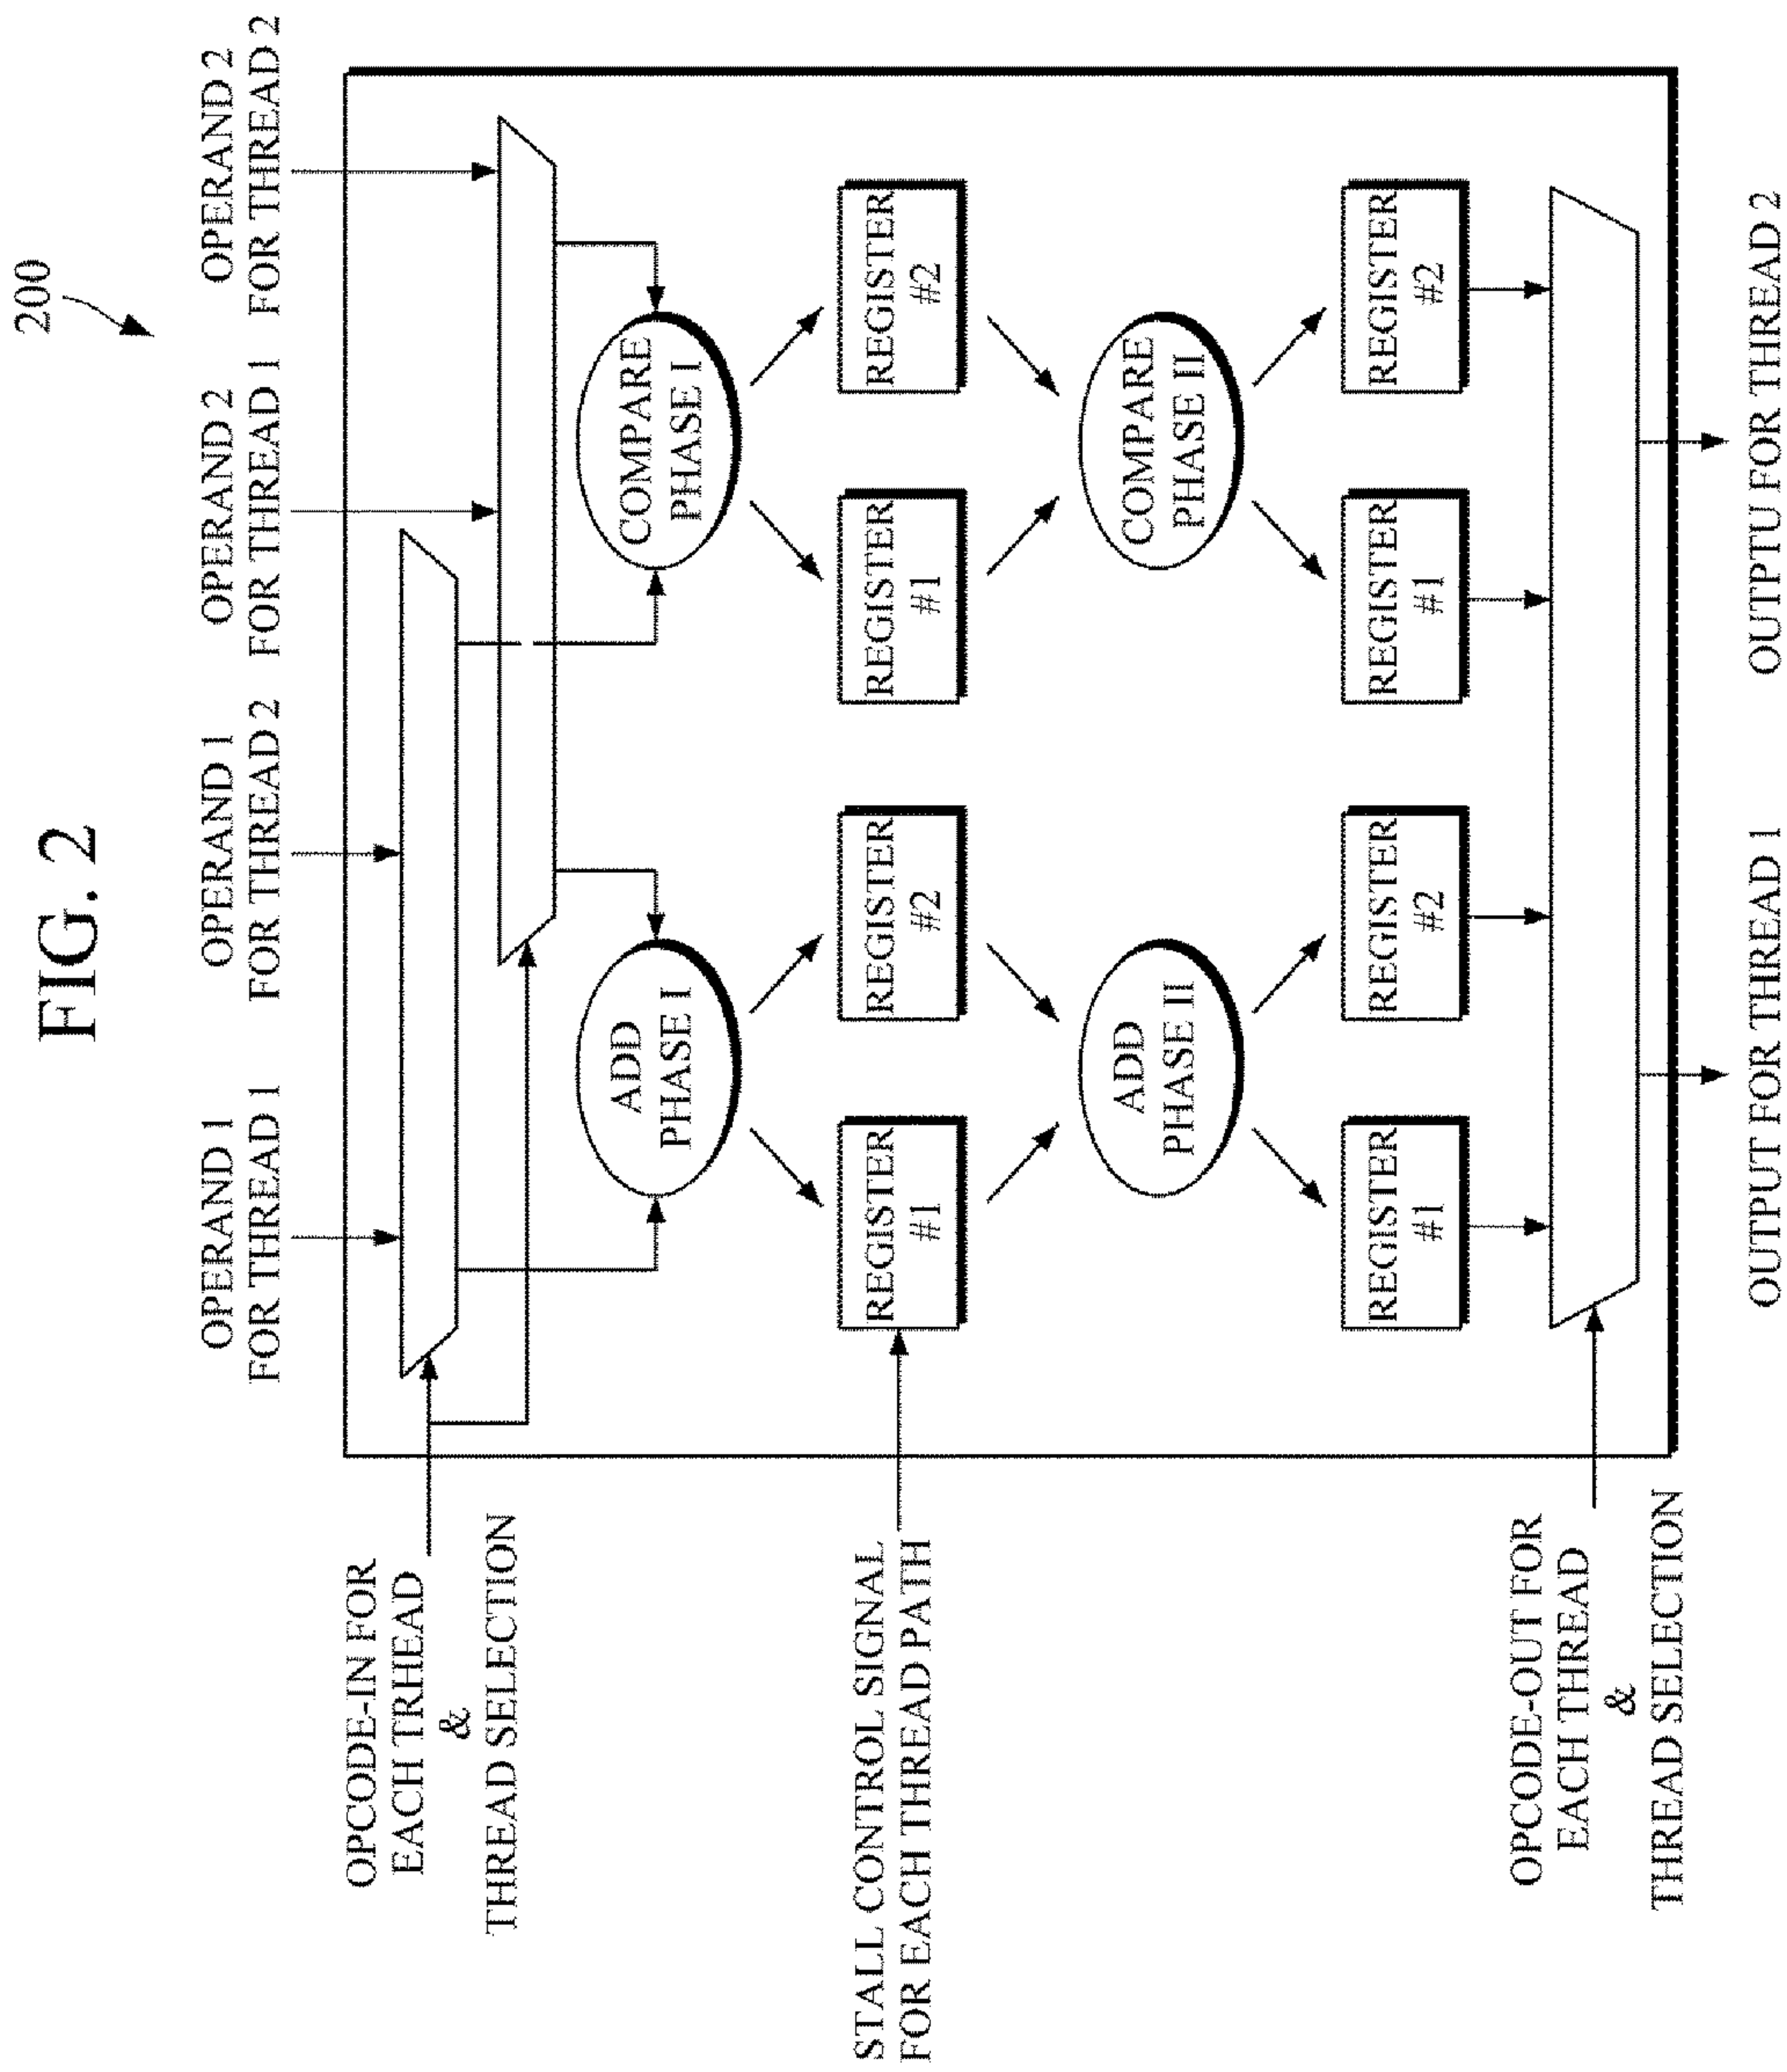 FIG. 2
200
OPERAND 1
FOR THREAD 1
OPERAND 1
FOR THREAD 2
OPERAND 2
FOR THREAD 1
OPERAND 2
FOR THREAD 2
OPCODE-IN FOR
EACH TRHEAD
&
THREAD SELECTION
ADD
PHASE I
COMPARE
PHASE I
STALL CONTROL SIGNAL
FOR EACH THREAD PATH
REGISTER
#1
REGISTER
#2
REGISTER
#1
REGISTER
#2
ADD
PHASE II
COMPARE
PHASE II
REGISTER
#1
REGISTER
#2
REGISTER
#1
REGISTER
#2
OPCODE-OUT FOR
EACH THREAD
&
THREAD SELECTION
OUTPUT FOR THREAD 1
OUTPTU FOR THREAD 2